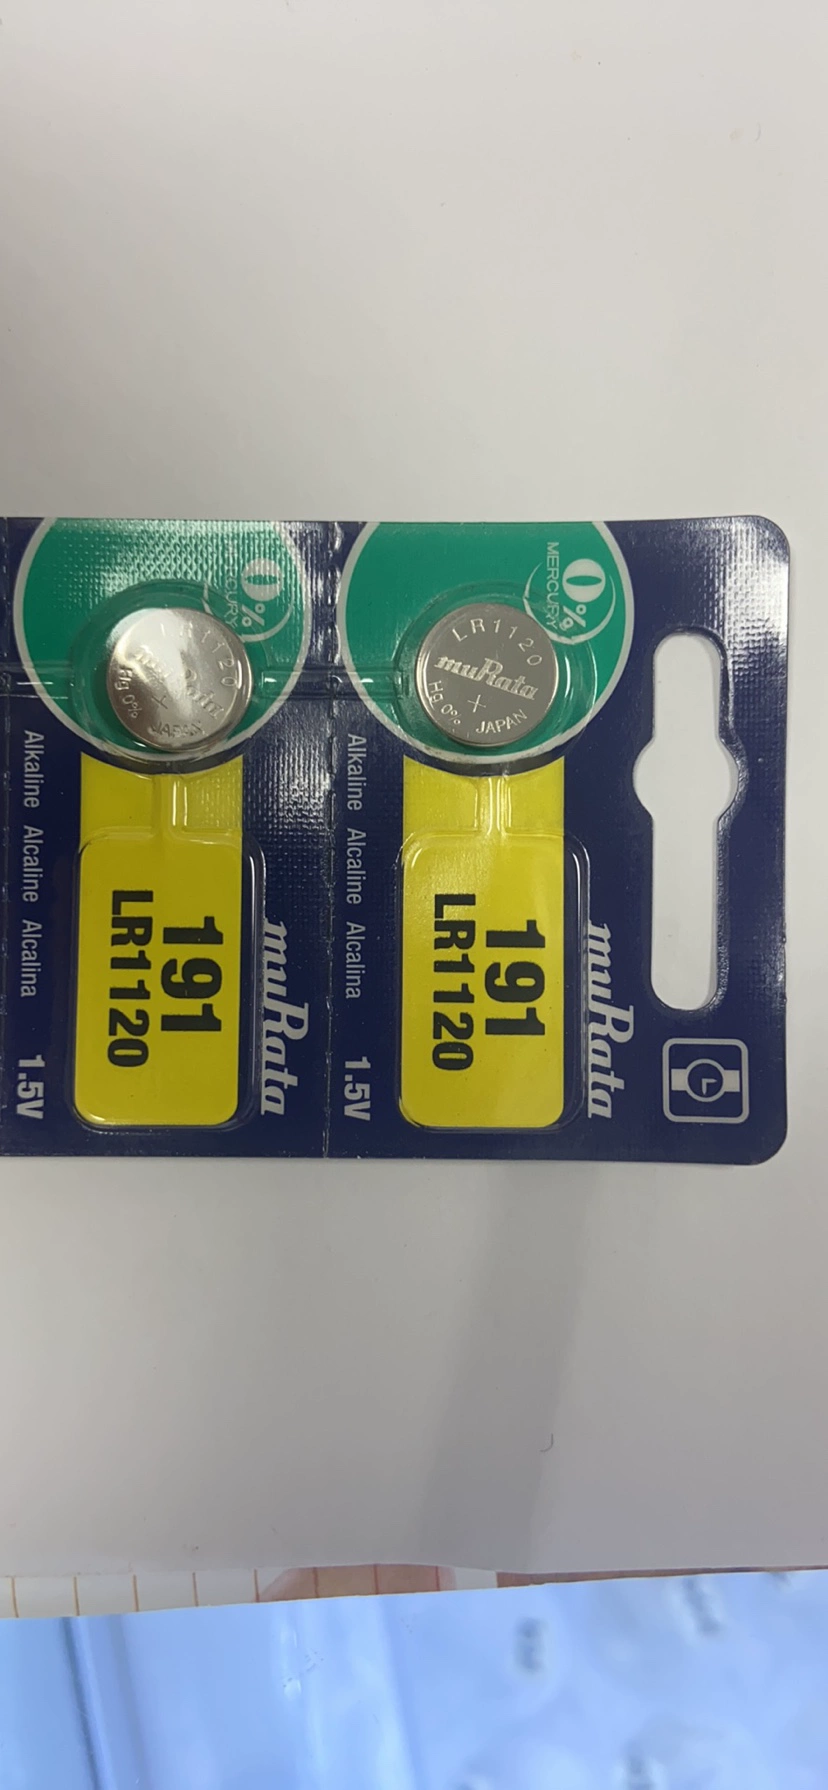 0%
MERCURY
LR1120
muRata
+
Hg 0% JAPAN
muRata
191
LR1120
Alkaline Alcaline Alcalina 1.5V
0%
MERCURY
LR1120
muRata
+
Hg 0% JAPAN
muRata
191
LR1120
Alkaline Alcaline Alcalina 1.5V